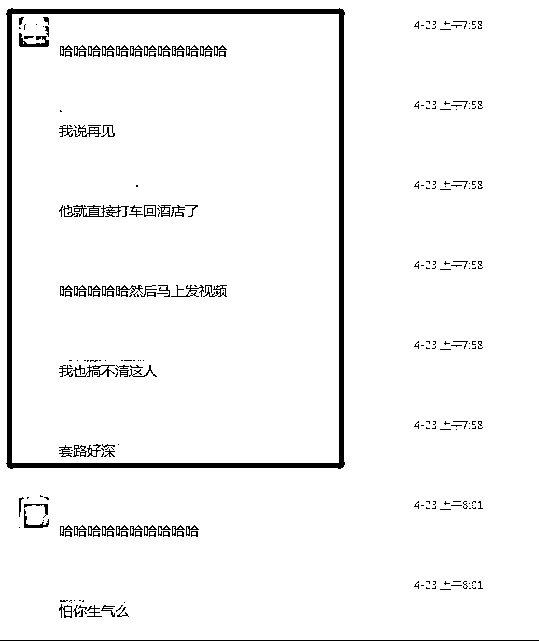 4-23 上午7:58
哈哈哈哈哈哈哈哈哈哈哈哈
4-23 上午7:58
我说再见
4-23 上午7:58
他就直接打车回酒店了
4-23 上午7:58
哈哈哈哈哈然后马上发视频
4-23 上午7:58
我也搞不清这人
4-23 上午7:58
套路好深
4-23 上午8:01
哈哈哈哈哈哈哈哈哈哈
4-23 上午8:01
怕你生气么